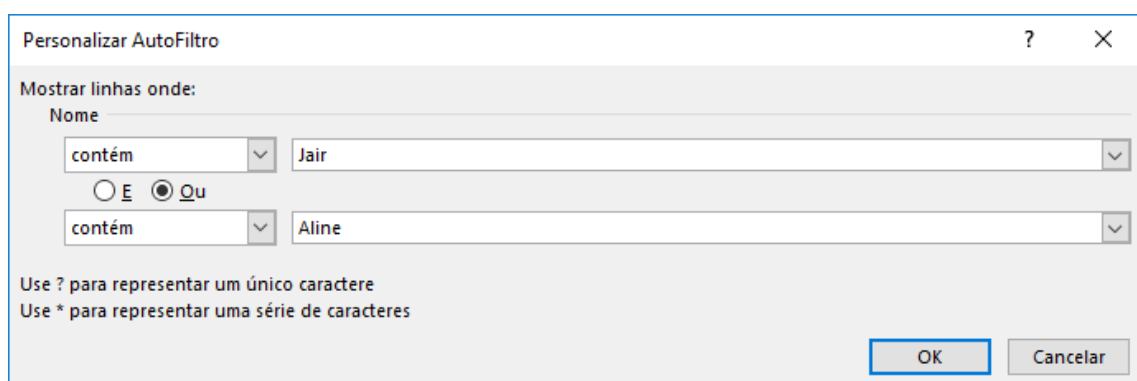 Personalizar AutoFiltro ?
Mostrar linhas onde:
Nome
contém Jair
E Ou
contém Aline
Use ? para representar um único caractere
Use * para representar uma série de caracteres
OK Cancelar